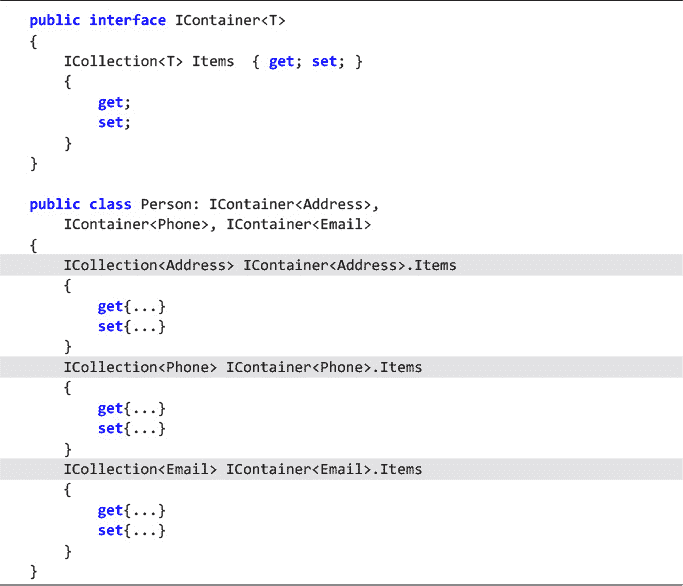 public interface IContainer<T>
{
    ICollection<T> Items  { get; set; }
    {
        get;
        set;
    }
}

public class Person: IContainer<Address>,
    IContainer<Phone>, IContainer<Email>
{
    ICollection<Address> IContainer<Address>.Items
    {
        get{...}
        set{...}
    }
    ICollection<Phone> IContainer<Phone>.Items
    {
        get{...}
        set{...}
    }
    ICollection<Email> IContainer<Email>.Items
    {
        get{...}
        set{...}
    }
}